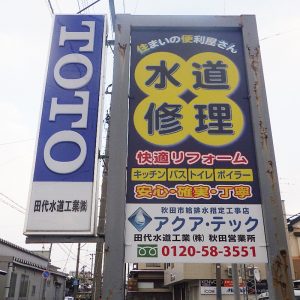 TOTO
田代水道工業㈱
住まいの便利屋さん
水道
修理
快適リフォーム
キッチン バス トイレ ボイラー
安心・確実・丁寧
秋田市給排水指定工事店
アクア・テック
田代水道工業(株) 秋田営業所
0120-58-3551